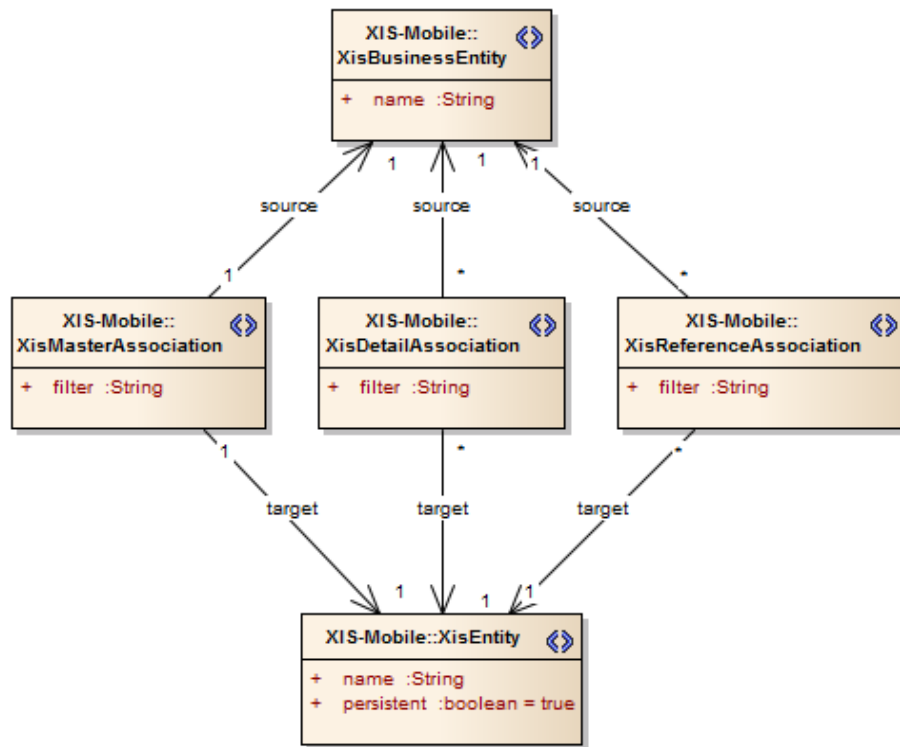 XIS-Mobile::
XisBusinessEntity
+ name :String
1
1
1
source
source
source
1
*
*
XIS-Mobile::
XisMasterAssociation
+ filter :String
XIS-Mobile::
XisDetailAssociation
+ filter :String
XIS-Mobile::
XisReferenceAssociation
+ filter :String
1
*
*
target
target
target
1
1
1
XIS-Mobile::XisEntity
+ name :String
+ persistent :boolean = true